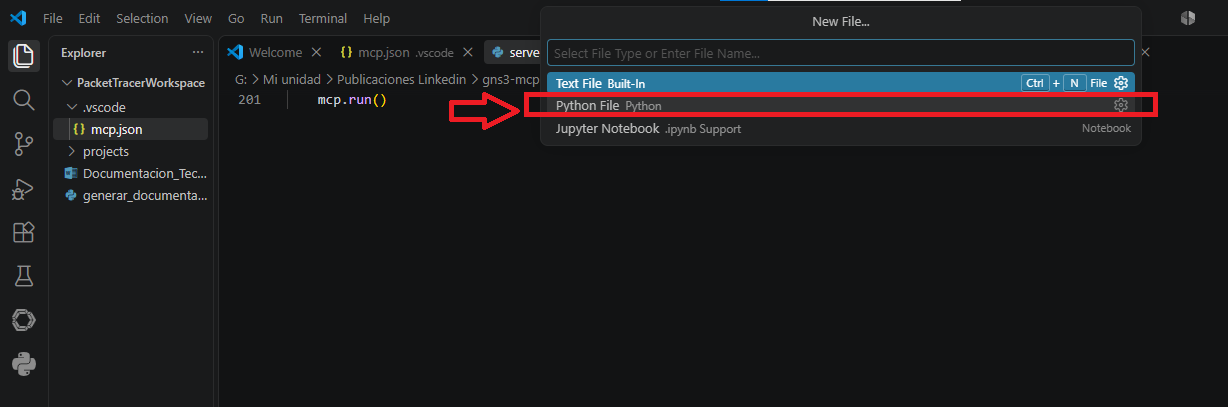 File Edit Selection View Go Run Terminal Help
New File...
Explorer
Welcome
mcp.json .vscode
serve
Select File Type or Enter File Name...
PacketTracerWorkspace
G: > Mi unidad > Publicaciones Linkedin > gns3-mcp
Text File Built-In Ctrl + N File
201 mcp.run()
Python File Python
.vscode
mcp.json
Jupyter Notebook .ipynb Support Notebook
projects
Documentacion_Tec...
generar_documenta...